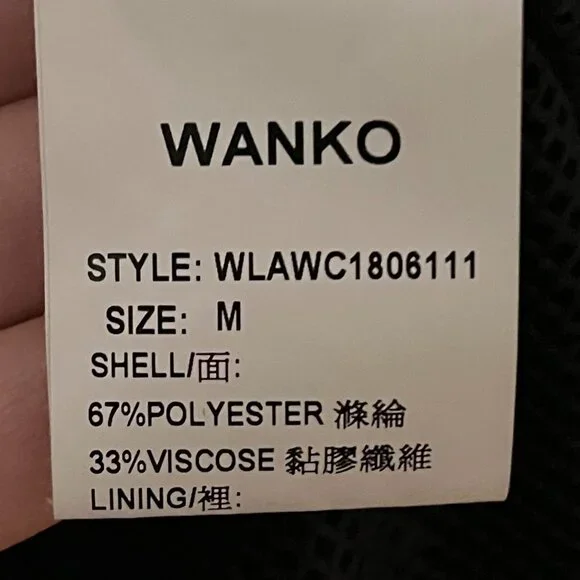 WANKO
STYLE: WLAWC1806111
SIZE: M
SHELL/面:
67%POLYESTER 滌綸
33%VISCOSE 黏膠纖維
LINING/裡: